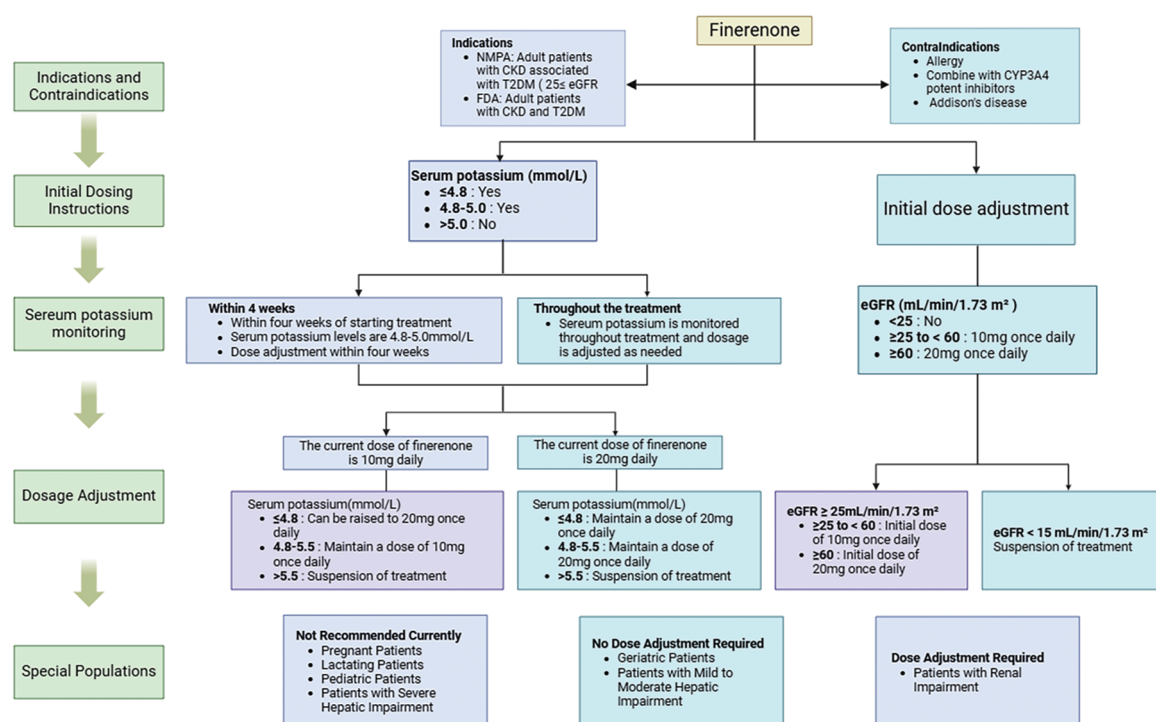 Finerenone
Indications
• NMPA: Adult patients
with CKD associated
with T2DM ( 25≤ eGFR
• FDA: Adult patients
with CKD and T2DM
ContraIndications
• Allergy
• Combine with CYP3A4
potent inhibitors
• Addison's disease
Indications and
Contraindications
Initial Dosing
Instructions
Serum potassium (mmol/L)
• ≤4.8 : Yes
• 4.8-5.0 : Yes
• >5.0 : No
Initial dose adjustment
Sereum potassium
monitoring
Within 4 weeks
• Within four weeks of starting treatment
• Serum potassium levels are 4.8-5.0mmol/L
• Dose adjustment within four weeks
Throughout the treatment
• Sereum potassium is monitored
throughout treatment and dosage
is adjusted as needed
eGFR (mL/min/1.73 m² )
• <25 : No
• ≥25 to < 60 : 10mg once daily
• ≥60 : 20mg once daily
The current dose of finerenone
is 10mg daily
The current dose of finerenone
is 20mg daily
Dosage Adjustment
Serum potassium(mmol/L)
• ≤4.8 : Can be raised to 20mg once
daily
• 4.8-5.5 : Maintain a dose of 10mg
once daily
• >5.5 : Suspension of treatment
Serum potassium(mmol/L)
• ≤4.8 : Maintain a dose of 20mg
once daily
• 4.8-5.5 : Maintain a dose of
20mg once daily
• >5.5 : Suspension of treatment
eGFR ≥ 25mL/min/1.73 m²
• ≥25 to < 60 : Initial dose
of 10mg once daily
• ≥60 : Initial dose of
20mg once daily
eGFR < 15 mL/min/1.73 m²
Suspension of treatment
Special Populations
Not Recommended Currently
• Pregnant Patients
• Lactating Patients
• Pediatric Patients
• Patients with Severe
Hepatic Impairment
No Dose Adjustment Required
• Geriatric Patients
• Patients with Mild to
Moderate Hepatic
Impairment
Dose Adjustment Required
• Patients with Renal
Impairment